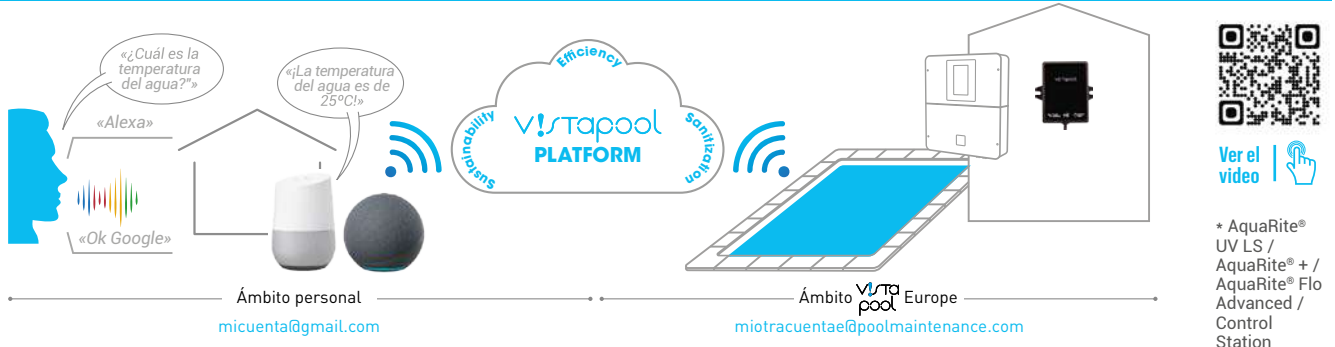 «¿Cuál es la
temperatura
del agua?"»
«Alexa»
«Ok Google»
«¡La temperatura
del agua es de
25ºC!»
Efficiency
Sustainability
Sanitization
VISTAPOOL
PLATFORM
vistapool
Ver el
video
* AquaRite®
UV LS /
AquaRite® + /
AquaRite® Flo
Advanced /
Control
Station
Ámbito personal
micuenta@gmail.com
Ámbito VISTA POOL Europe
miotracuentae@poolmaintenance.com